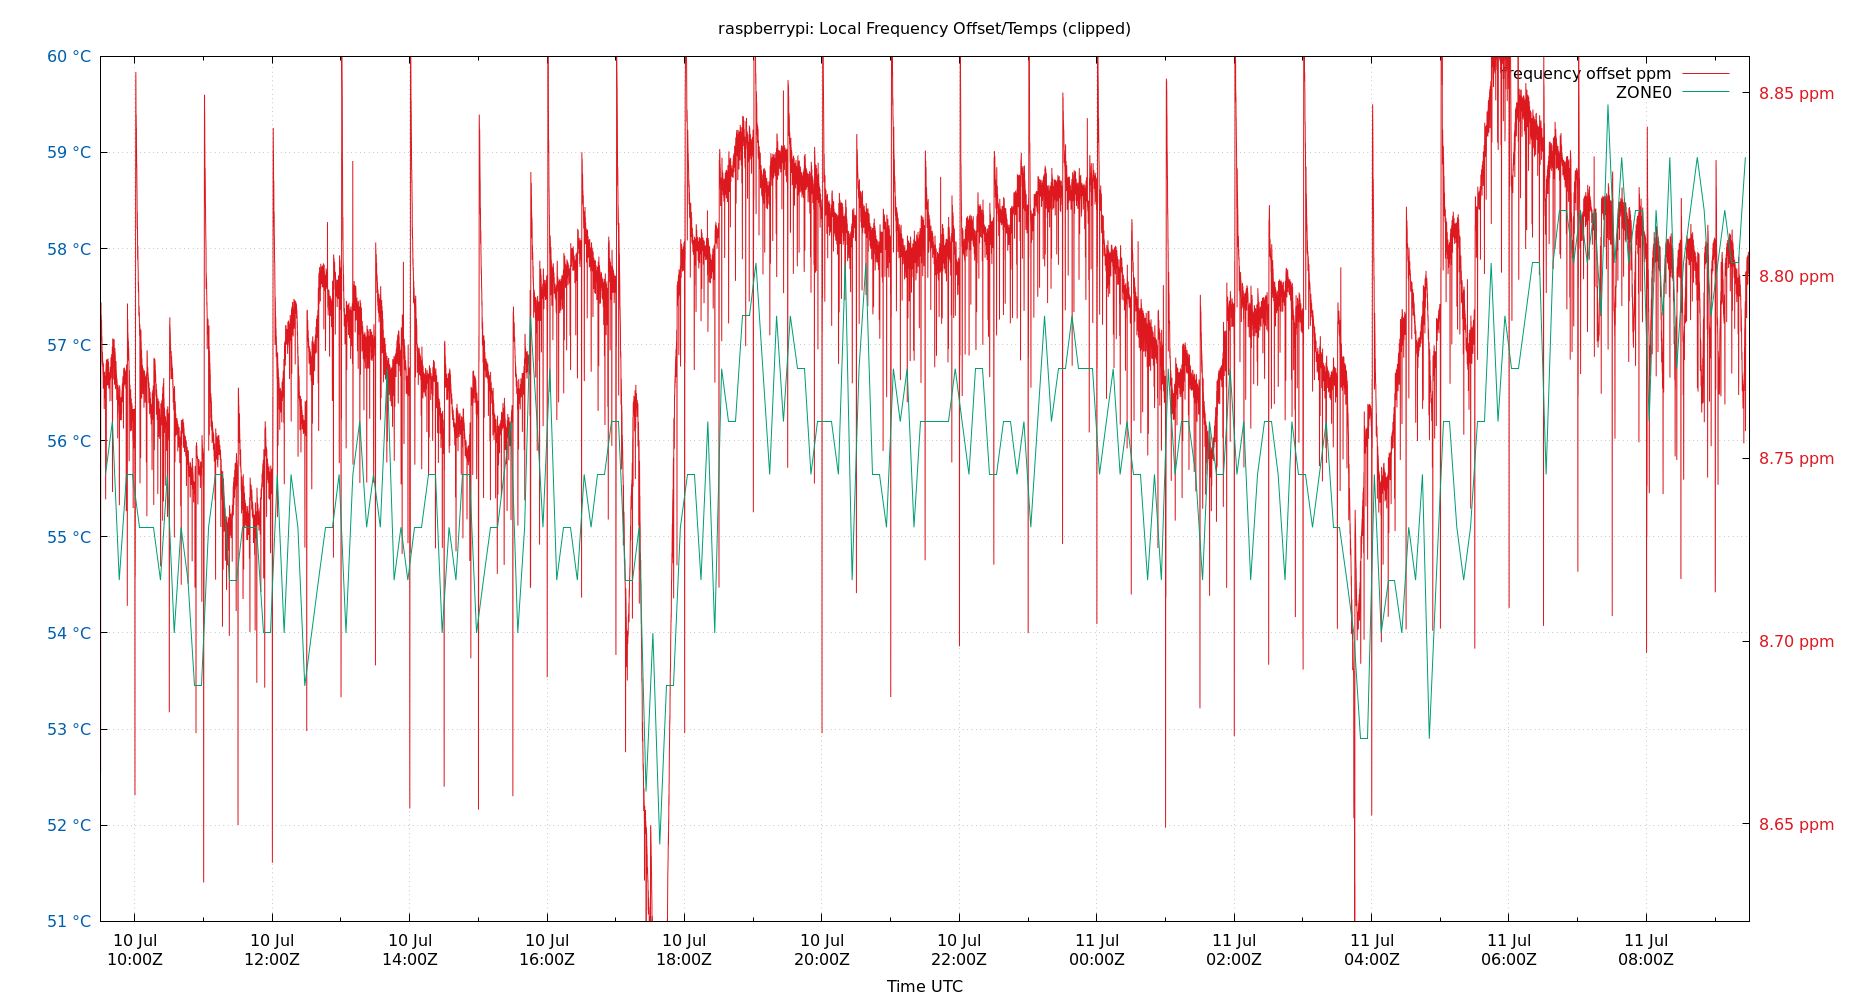 raspberrypi: Local Frequency Offset/Temps (clipped)
60 °C
59 °C
58 °C
57 °C
56 °C
55 °C
54 °C
53 °C
52 °C
51 °C
frequency offset ppm
ZONE0
8.85 ppm
8.80 ppm
8.75 ppm
8.70 ppm
8.65 ppm
10 Jul
10:00Z
10 Jul
12:00Z
10 Jul
14:00Z
10 Jul
16:00Z
10 Jul
18:00Z
10 Jul
20:00Z
10 Jul
22:00Z
11 Jul
00:00Z
11 Jul
02:00Z
11 Jul
04:00Z
11 Jul
06:00Z
11 Jul
08:00Z
Time UTC